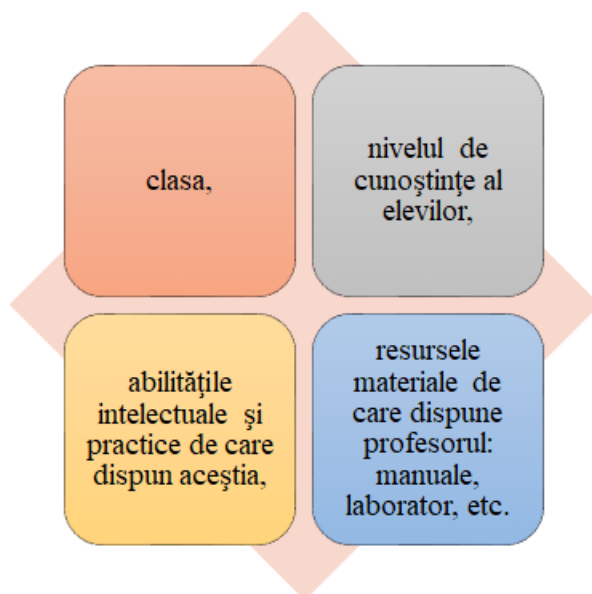 clasa,
nivelul de
cunoştinţe al
elevilor,
abilităţile
intelectuale şi
practice de care
dispun aceştia,
resursele
materiale de
care dispune
profesorul:
manuale,
laborator, etc.